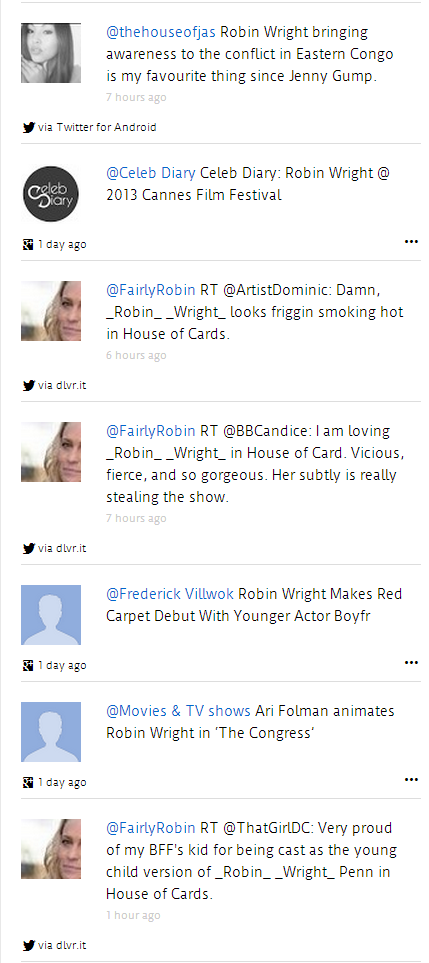 @thehouseofjas Robin Wright bringing
awareness to the conflict in Eastern Congo
is my favourite thing since Jenny Gump.
7 hours ago
via Twitter for Android
Celeb
Diary
@Celeb Diary Celeb Diary: Robin Wright @
2013 Cannes Film Festival
1 day ago
@FairlyRobin RT @ArtistDominic: Damn,
_Robin_ _Wright_ looks friggin smoking hot
in House of Cards.
6 hours ago
via dlvr.it
@FairlyRobin RT @BBCandice: I am loving
_Robin_ _Wright_ in House of Card. Vicious,
fierce, and so gorgeous. Her subtly is really
stealing the show.
7 hours ago
via dlvr.it
@Frederick Villwok Robin Wright Makes Red
Carpet Debut With Younger Actor Boyfr
1 day ago
@Movies & TV shows Ari Folman animates
Robin Wright in ‘The Congress’
1 day ago
@FairlyRobin RT @ThatGirlDC: Very proud
of my BFF's kid for being cast as the young
child version of _Robin_ _Wright_ Penn in
House of Cards.
1 hour ago
via dlvr.it